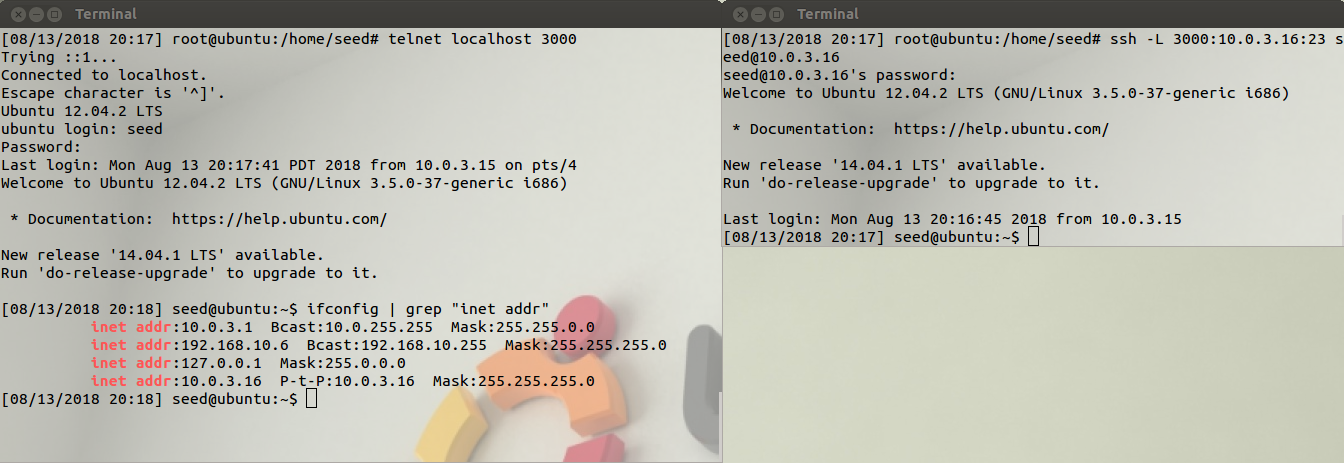 Terminal
[08/13/2018 20:17] root@ubuntu:/home/seed# telnet localhost 3000
Trying ::1...
Connected to localhost.
Escape character is '^]'.
Ubuntu 12.04.2 LTS
ubuntu login: seed
Password:
Last login: Mon Aug 13 20:17:41 PDT 2018 from 10.0.3.15 on pts/4
Welcome to Ubuntu 12.04.2 LTS (GNU/Linux 3.5.0-37-generic i686)
 * Documentation:  https://help.ubuntu.com/
New release '14.04.1 LTS' available.
Run 'do-release-upgrade' to upgrade to it.
[08/13/2018 20:18] seed@ubuntu:~$ ifconfig | grep "inet addr"
          inet addr:10.0.3.1  Bcast:10.0.255.255  Mask:255.255.0.0
          inet addr:192.168.10.6  Bcast:192.168.10.255  Mask:255.255.255.0
          inet addr:127.0.0.1  Mask:255.0.0.0
          inet addr:10.0.3.16  P-t-P:10.0.3.16  Mask:255.255.255.0
[08/13/2018 20:18] seed@ubuntu:~$
Terminal
[08/13/2018 20:17] root@ubuntu:/home/seed# ssh -L 3000:10.0.3.16:23 s
eed@10.0.3.16
seed@10.0.3.16's password:
Welcome to Ubuntu 12.04.2 LTS (GNU/Linux 3.5.0-37-generic i686)
 * Documentation:  https://help.ubuntu.com/
New release '14.04.1 LTS' available.
Run 'do-release-upgrade' to upgrade to it.
Last login: Mon Aug 13 20:16:45 2018 from 10.0.3.15
[08/13/2018 20:17] seed@ubuntu:~$